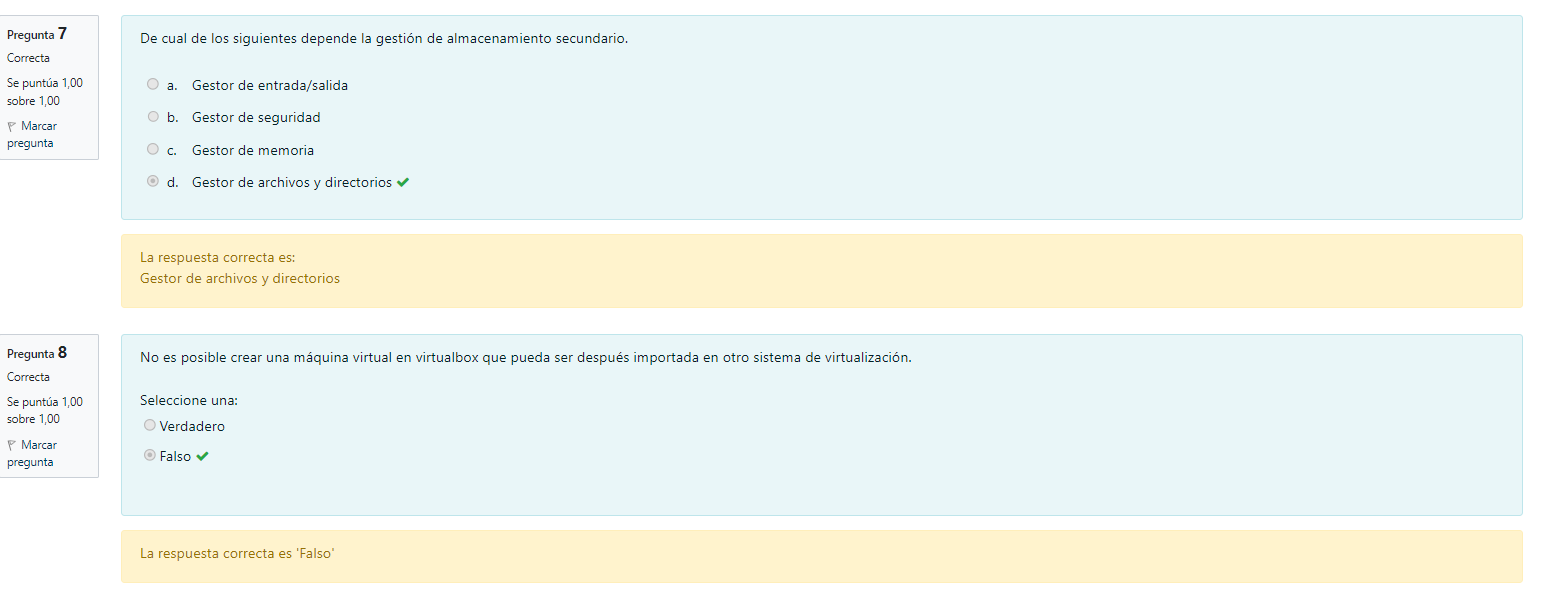 Pregunta 7
Correcta
Se puntúa 1,00
sobre 1,00
Marcar
pregunta
De cual de los siguientes depende la gestión de almacenamiento secundario.
a. Gestor de entrada/salida
b. Gestor de seguridad
c. Gestor de memoria
d. Gestor de archivos y directorios
La respuesta correcta es:
Gestor de archivos y directorios
Pregunta 8
Correcta
Se puntúa 1,00
sobre 1,00
Marcar
pregunta
No es posible crear una máquina virtual en virtualbox que pueda ser después importada en otro sistema de virtualización.
Seleccione una:
Verdadero
Falso
La respuesta correcta es 'Falso'